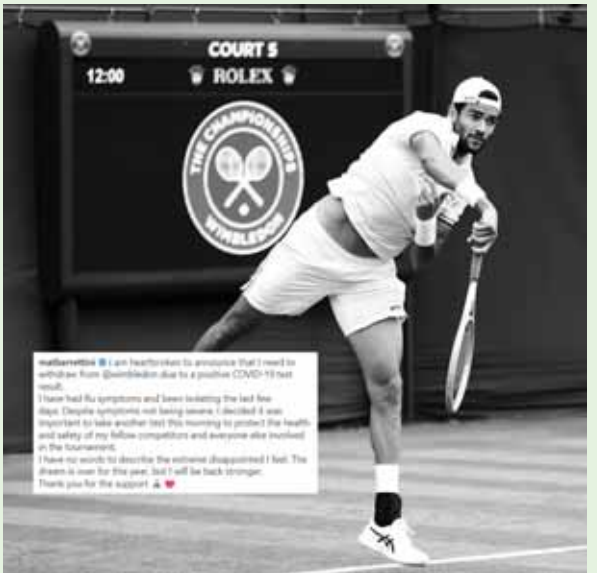 COURT 5
12:00 ROLEX
THE CHAMPIONSHIPS
WIMBLEDON
matberrettini I am heartbroken to announce that I need to
withdraw from @wimbledon due to a positive COVID-19 test
result.
I have had flu symptoms and been isolating the last few
days. Despite symptoms not being severe, I decided it was
important to take another test this morning to protect the health
and safety of my fellow competitors and everyone else involved
in the tournament.
I have no words to describe the extreme disappointed I feel. The
dream is over for this year, but I will be back stronger.
Thank you for the support